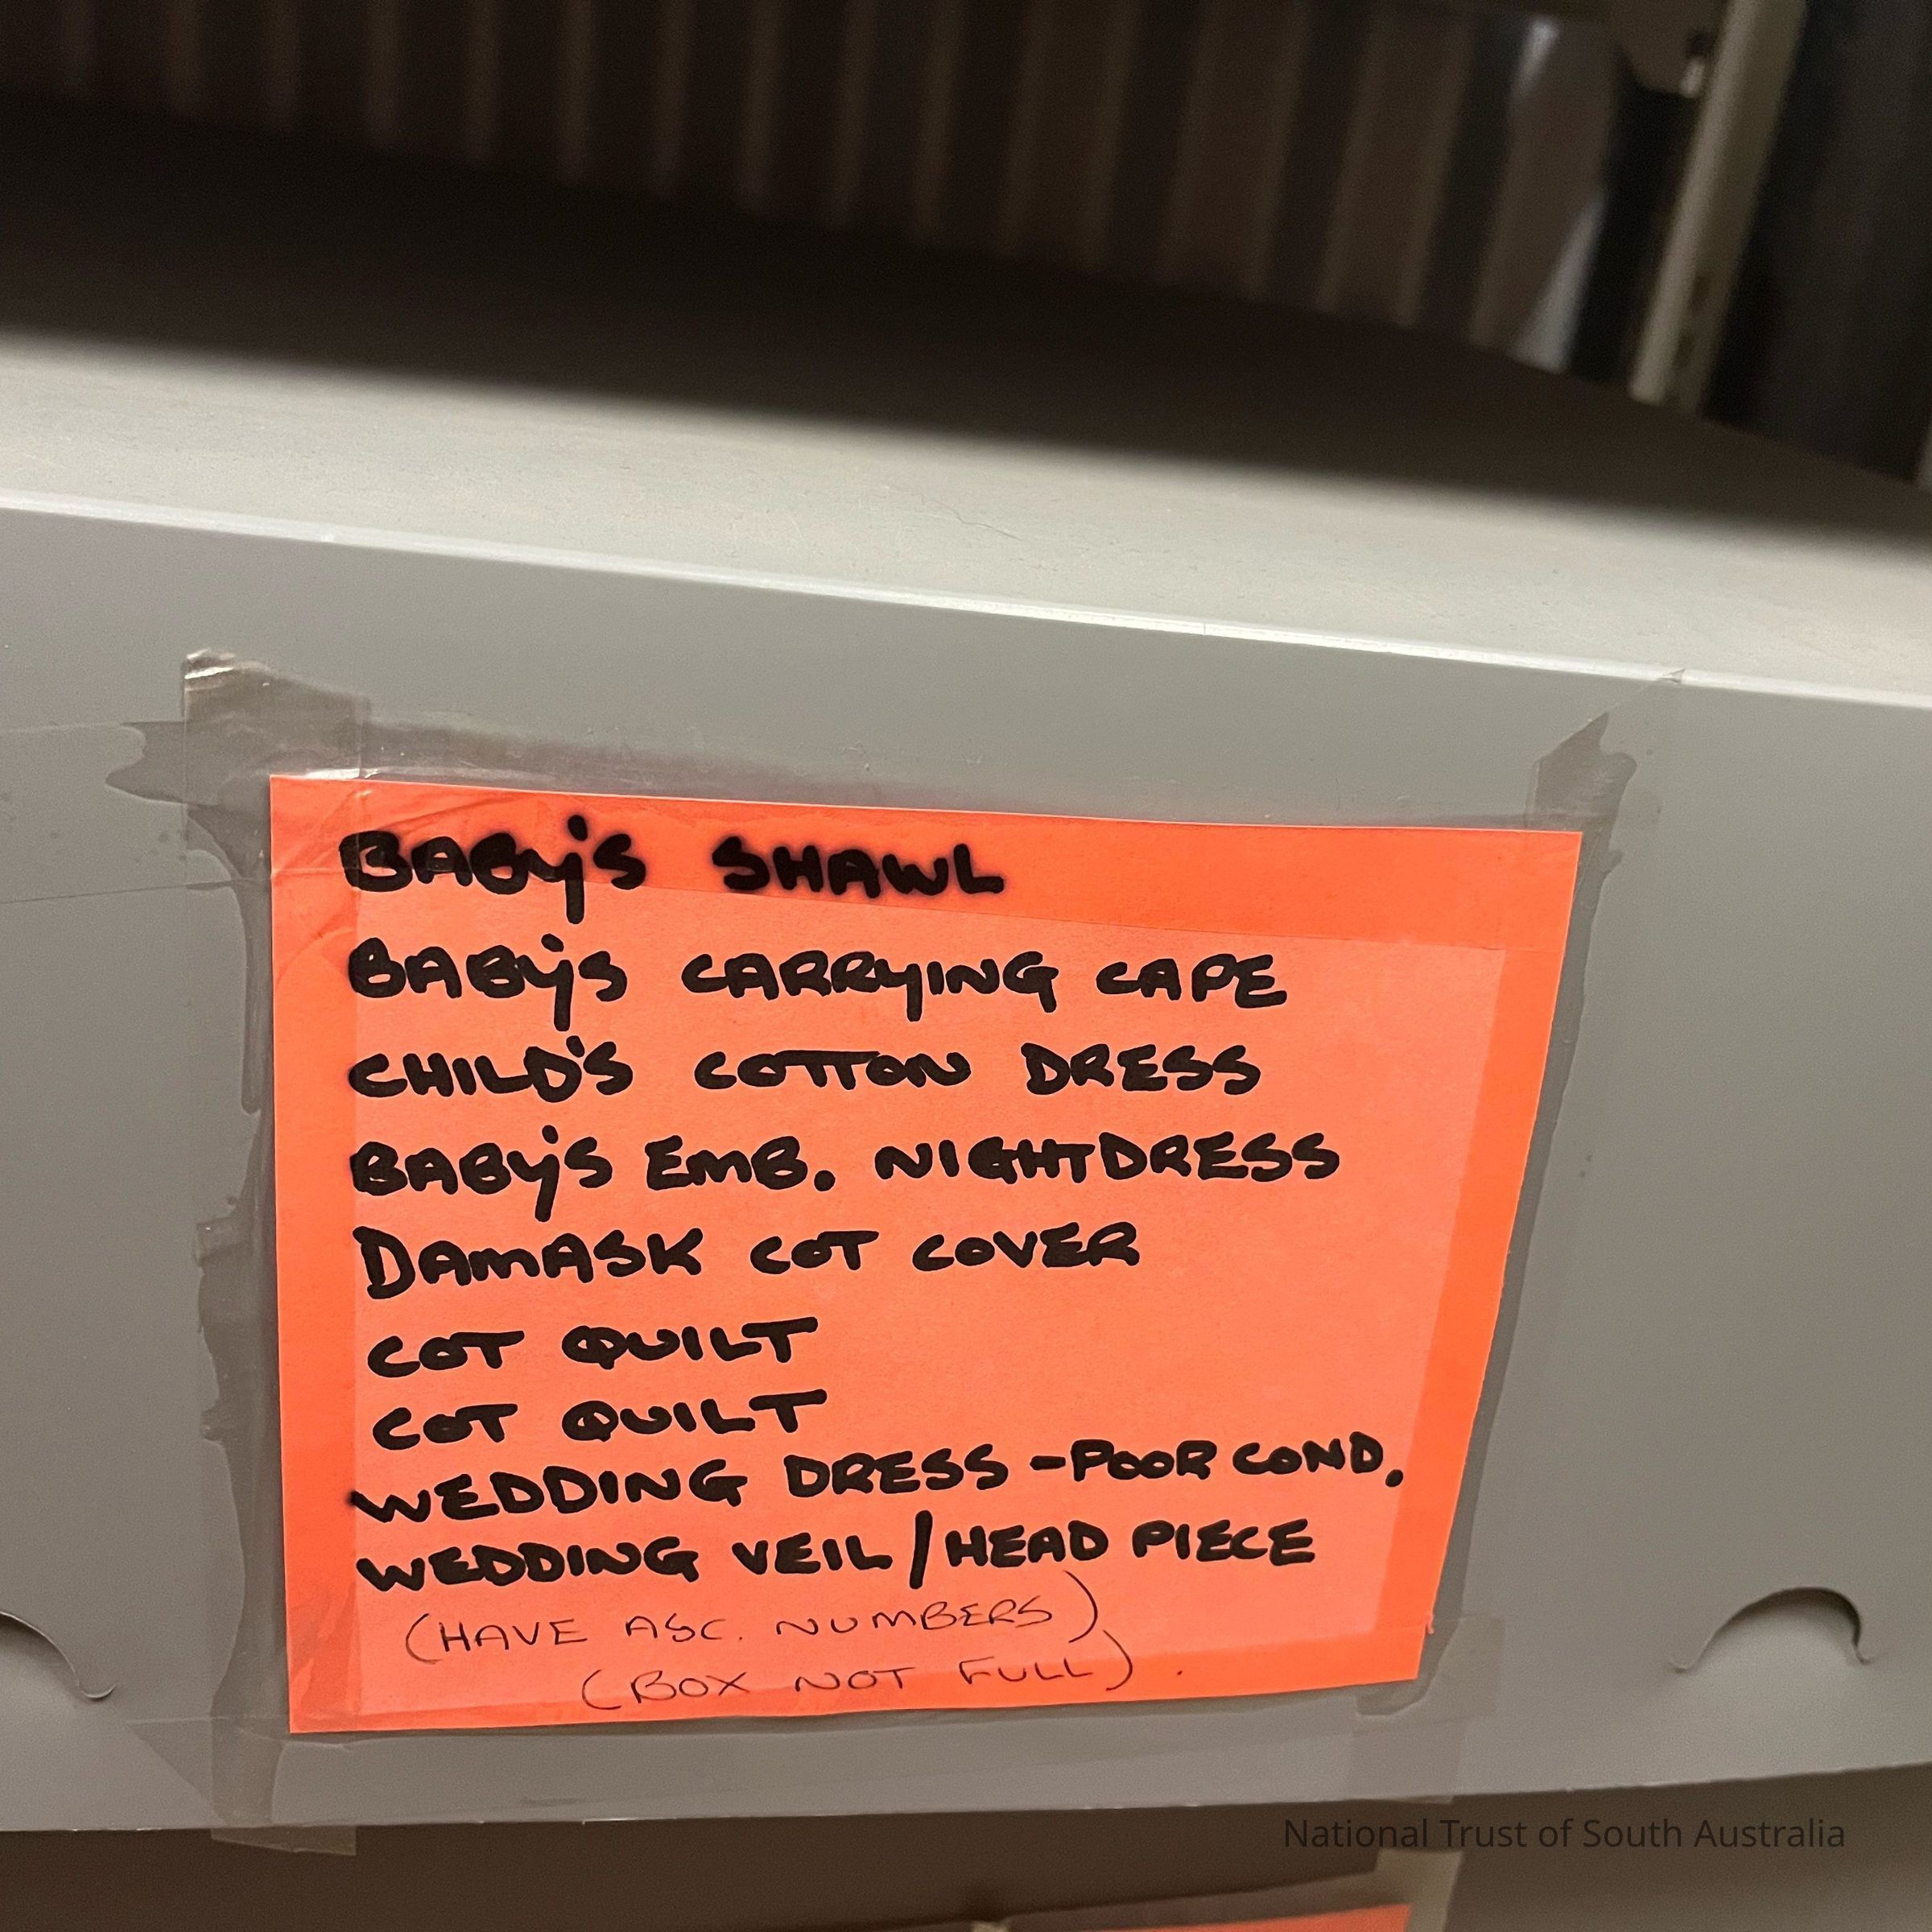 BABY'S SHAWL
BABY'S CARRYING CAPE
CHILD'S COTTON DRESS
BABY'S EMB. NIGHTDRESS
DAMASK COT COVER
COT QUILT
COT QUILT
WEDDING DRESS - POOR COND.
WEDDING VEIL / HEAD PIECE
(HAVE ASC. NUMBERS)
(BOX NOT FULL).
National Trust of South Australia